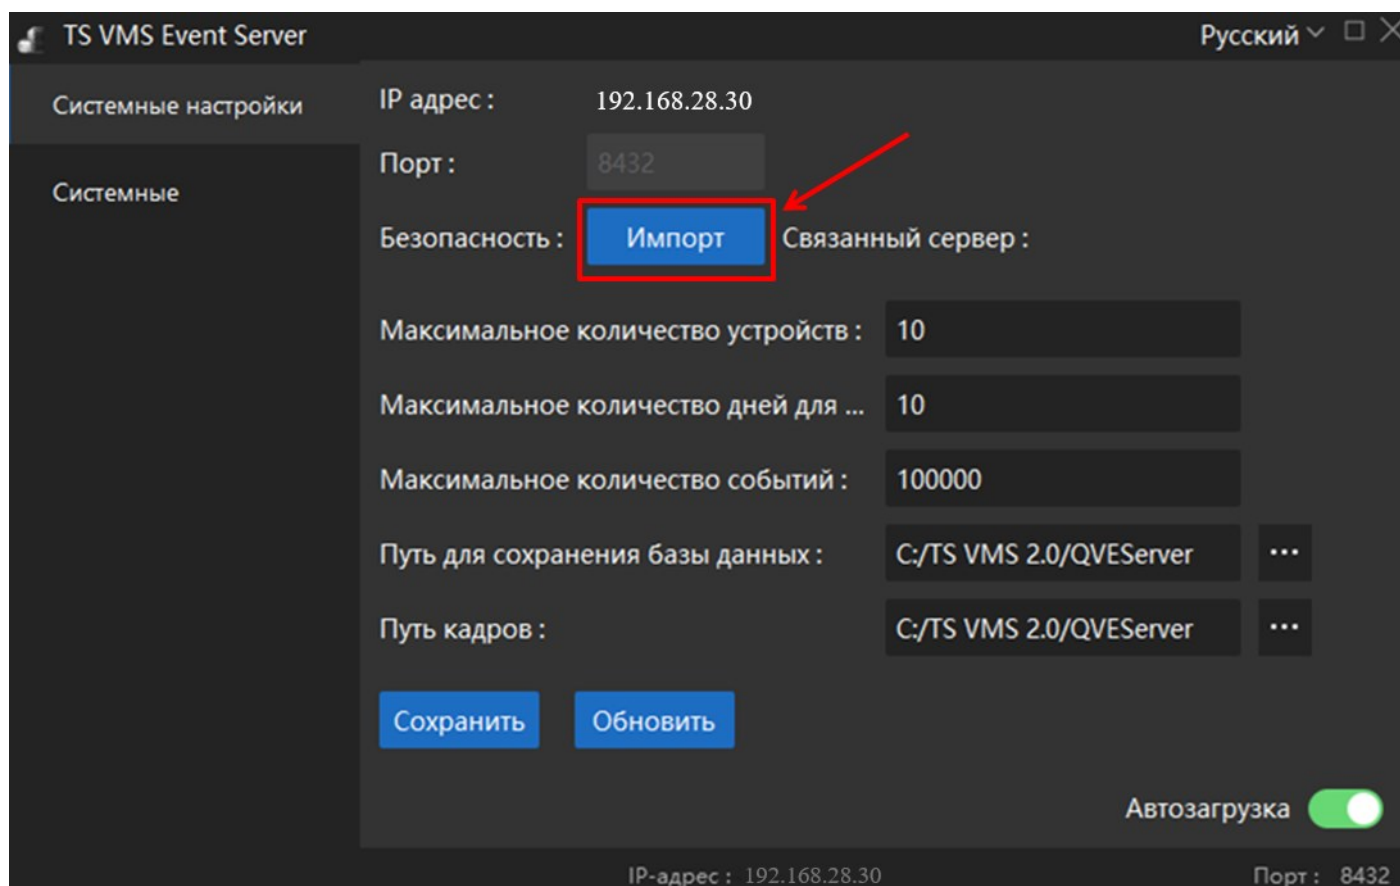 TS VMS Event Server
Русский
Системные настройки
Системные
IP адрес : 192.168.28.30
Порт : 8432
Безопасность : Импорт Связанный сервер :
Максимальное количество устройств : 10
Максимальное количество дней для ... 10
Максимальное количество событий : 100000
Путь для сохранения базы данных : C:/TS VMS 2.0/QVEServer ...
Путь кадров : C:/TS VMS 2.0/QVEServer ...
Сохранить Обновить
Автозагрузка
IP-адрес : 192.168.28.30 Порт : 8432